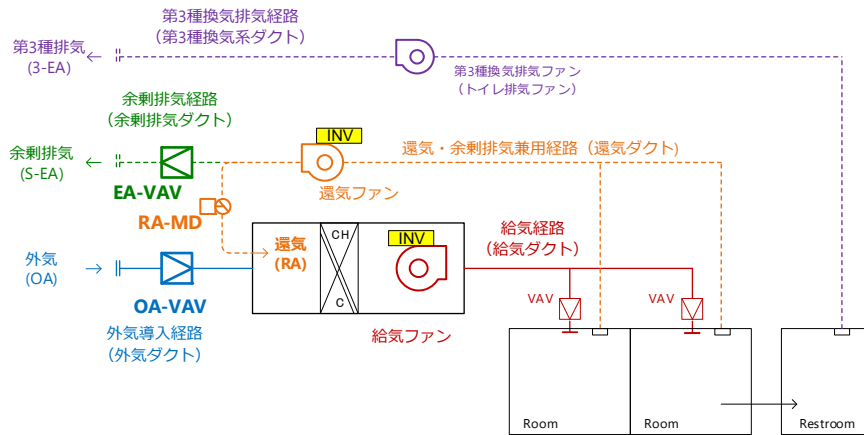 第3種換気排気経路
(第3種換気系ダクト)
第3種排気
(3-EA)
第3種換気排気ファン
(トイレ排気ファン)
余剰排気経路
(余剰排気ダクト)
INV
還気・余剰排気兼用経路(還気ダクト)
余剰排気
(S-EA)
EA-VAV
還気ファン
RA-MD
CH
INV
給気経路
(給気ダクト)
還気
(RA)
外気
(OA)
C
VAV
VAV
OA-VAV
外気導入経路
(外気ダクト)
給気ファン
Room
Room
Restroom